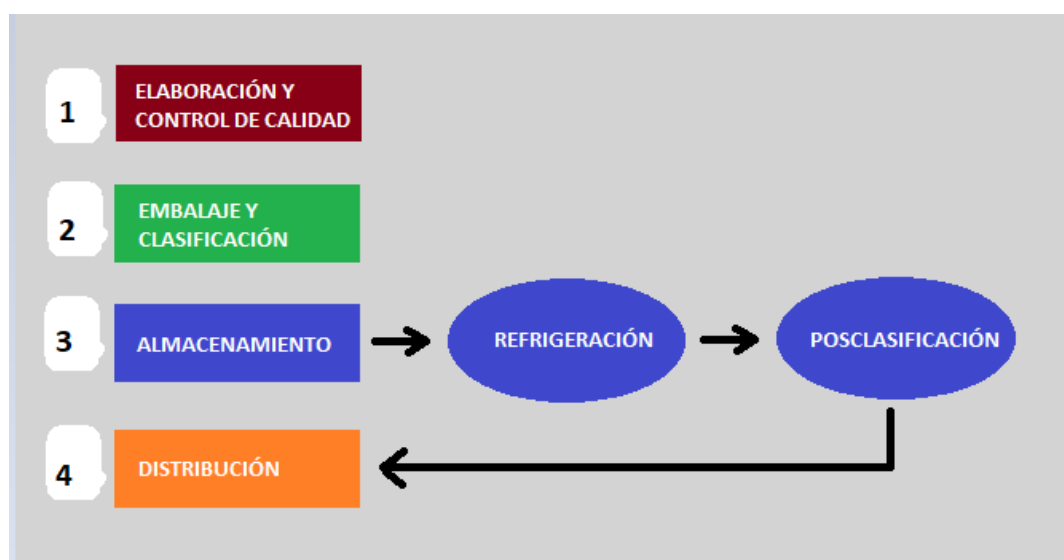 1
ELABORACIÓN Y
CONTROL DE CALIDAD
2
EMBALAJE Y
CLASIFICACIÓN
3
ALMACENAMIENTO
REFRIGERACIÓN
POSCLASIFICACIÓN
4
DISTRIBUCIÓN